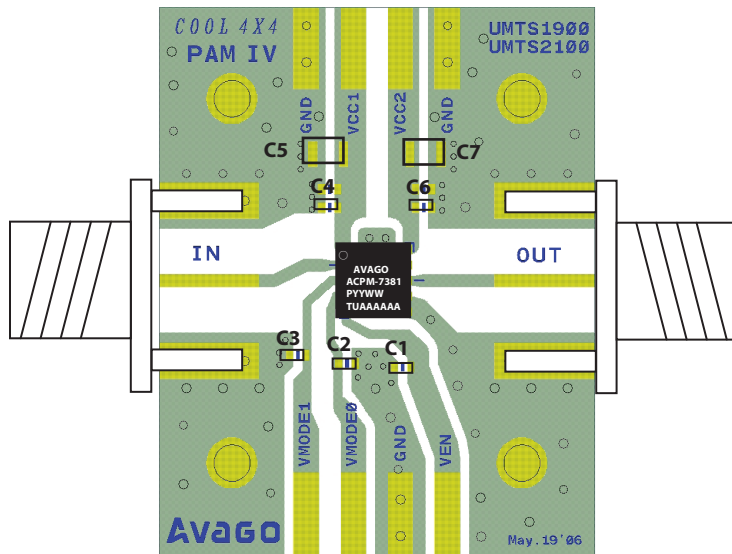 COOL 4X4
PAM IV
UMTS1900
UMTS2100
GND
VCC1
VCC2
GND
C5
C7
C4
C6
IN
OUT
AVAGO
ACPM-7381
PYYWW
TUAAAAAA
C3
C2
C1
VMODE1
VMODE0
GND
VEN
Avago
May.19'06